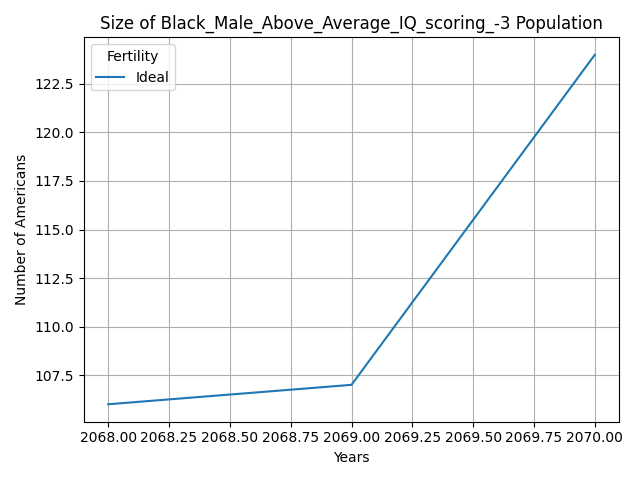 Size of Black_Male_Above_Average_IQ_scoring_-3 Population
Fertility
Ideal
122.5
120.0
117.5
115.0
112.5
110.0
107.5
Number of Americans
2068.00 2068.25 2068.50 2068.75 2069.00 2069.25 2069.50 2069.75 2070.00
Years